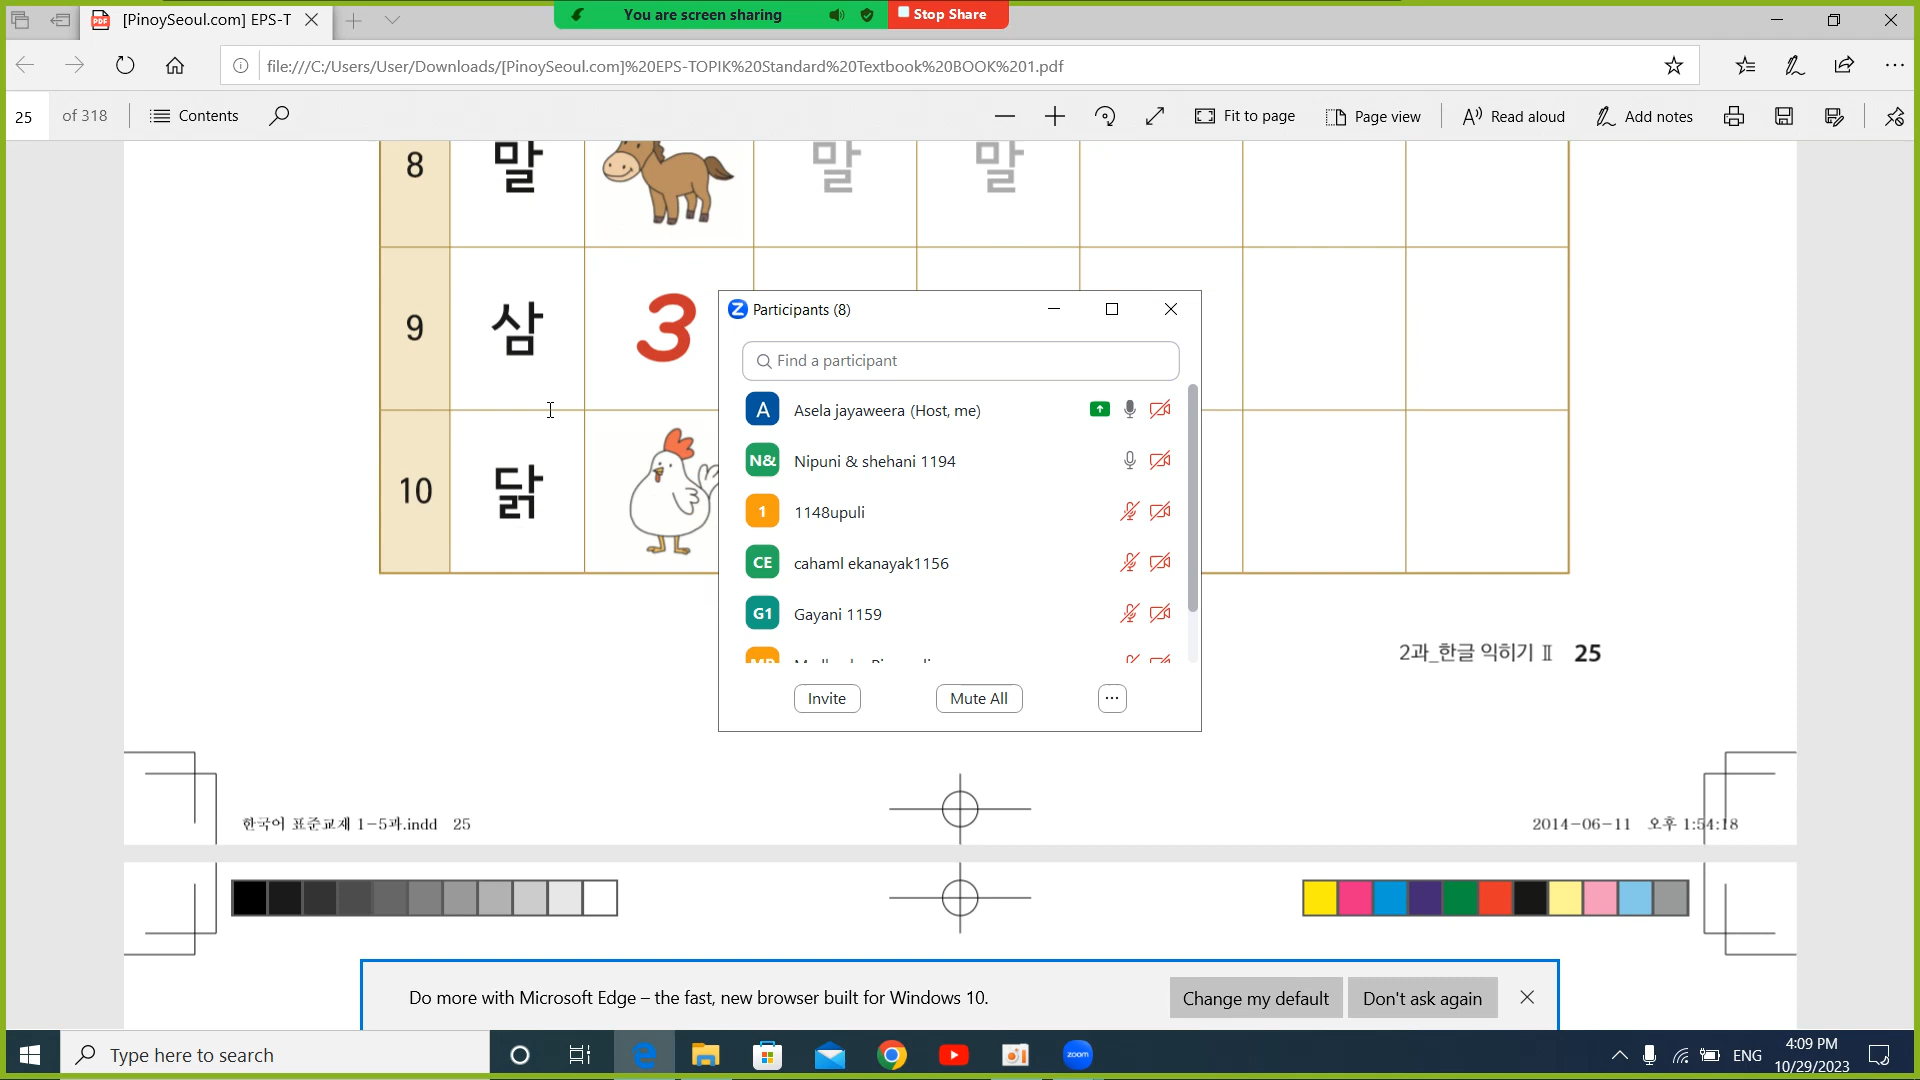 [PinoySeoul.com] EPS-T
You are screen sharing
Stop Share
file:///C:/Users/User/Downloads/[PinoySeoul.com]%20EPS-TOPIK%20Standard%20Textbook%20BOOK%201.pdf
25 of 318 Contents Fit to page Page view Read aloud Add notes
8 말 말 말
9 삼 3
10 닭
Participants (8)
Find a participant
A Asela jayaweera (Host, me)
N& Nipuni & shehani 1194
1 1148upuli
CE cahaml ekanayak1156
G1 Gayani 1159
Invite Mute All ...
2과_한글 익히기 Ⅱ 25
한국어 표준교재 1-5과.indd 25
2014-06-11 오후 1:54:18
Do more with Microsoft Edge – the fast, new browser built for Windows 10.
Change my default Don't ask again
Type here to search
zoom
ENG
4:09 PM
10/29/2023